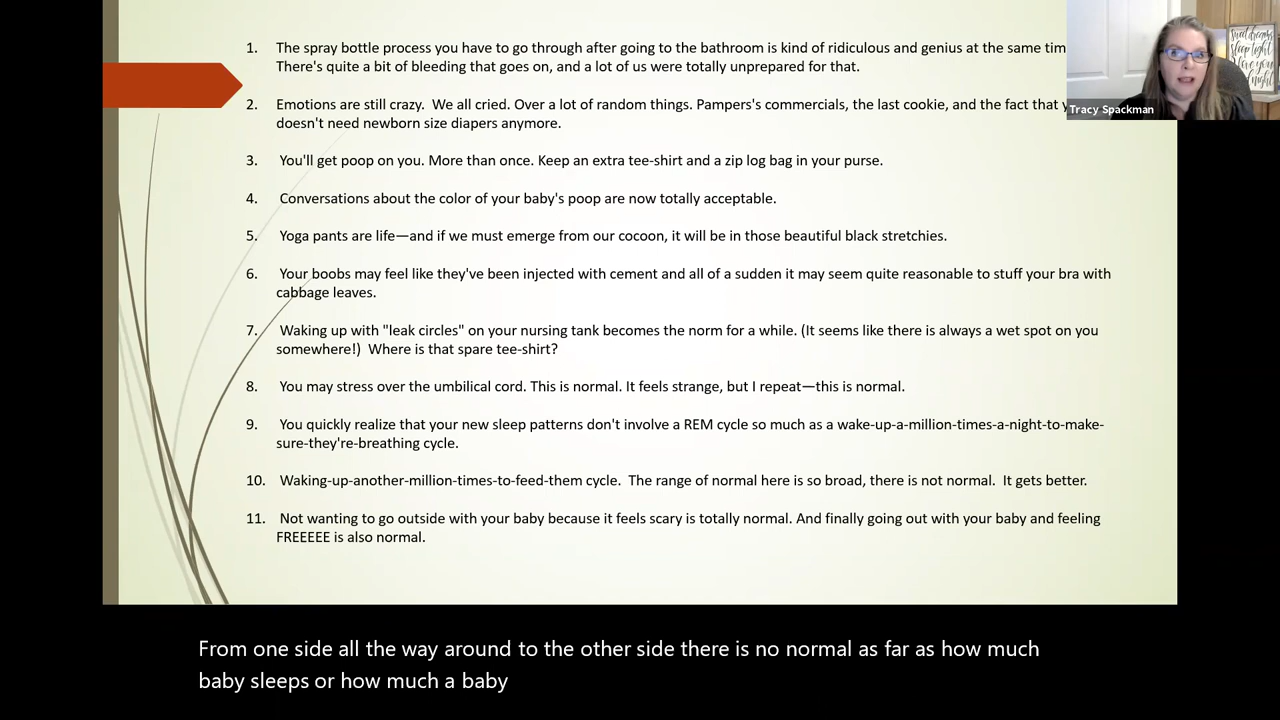 1. The spray bottle process you have to go through after going to the bathroom is kind of ridiculous and genius at the same
There's quite a bit of bleeding that goes on, and a lot of us were totally unprepared for that.
2. Emotions are still crazy.  We all cried. Over a lot of random things. Pampers's commercials, the last cookie, and the fact that
doesn't need newborn size diapers anymore.
3. You'll get poop on you. More than once. Keep an extra tee-shirt and a zip log bag in your purse.
4. Conversations about the color of your baby's poop are now totally acceptable.
5. Yoga pants are life—and if we must emerge from our cocoon, it will be in those beautiful black stretchies.
6. Your boobs may feel like they've been injected with cement and all of a sudden it may seem quite reasonable to stuff your bra with
cabbage leaves.
7. Waking up with "leak circles" on your nursing tank becomes the norm for a while. (It seems like there is always a wet spot on you
somewhere!)  Where is that spare tee-shirt?
8. You may stress over the umbilical cord. This is normal. It feels strange, but I repeat—this is normal.
9. You quickly realize that your new sleep patterns don't involve a REM cycle so much as a wake-up-a-million-times-a-night-to-make-
sure-they're-breathing cycle.
10. Waking-up-another-million-times-to-feed-them cycle.  The range of normal here is so broad, there is not normal.  It gets better.
11. Not wanting to go outside with your baby because it feels scary is totally normal. And finally going out with your baby and feeling
FREEEEE is also normal.
sweet dreams
sleep tight
love you
night
Tracy Spackman
From one side all the way around to the other side there is no normal as far as how much
baby sleeps or how much a baby